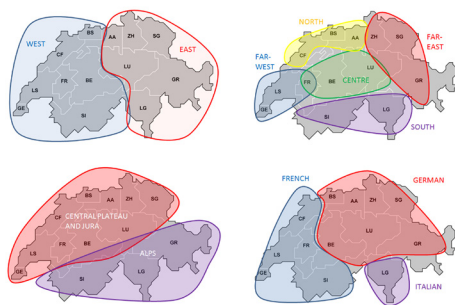 WEST
EAST
BS
AA
ZH
SG
CF
LU
FR
BE
GR
LS
GE
SI
LG
NORTH
FAR-
EAST
FAR-
WEST
CENTRE
SOUTH
BS
AA
ZH
SG
CF
LU
FR
BE
GR
LS
GE
SI
LG
CENTRAL PLATEAU
AND JURA
ALPS
BS
AA
ZH
SG
CF
LU
FR
BE
GR
LS
GE
SI
LG
FRENCH
GERMAN
ITALIAN
BS
AA
ZH
SG
CF
LU
FR
BE
GR
LS
GE
SI
LG